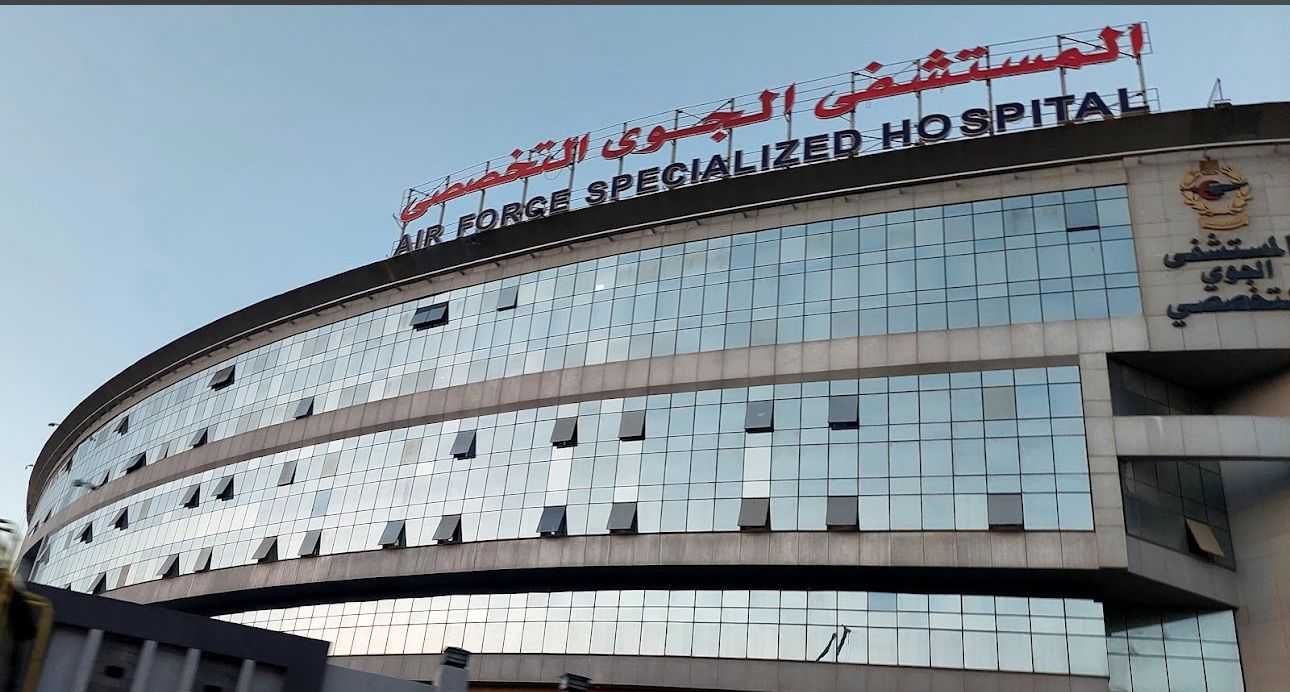 المستشفى الجوى التخصصى
AIR FORCE SPECIALIZED HOSPITAL
المستشفى
الجوي
التخصصي